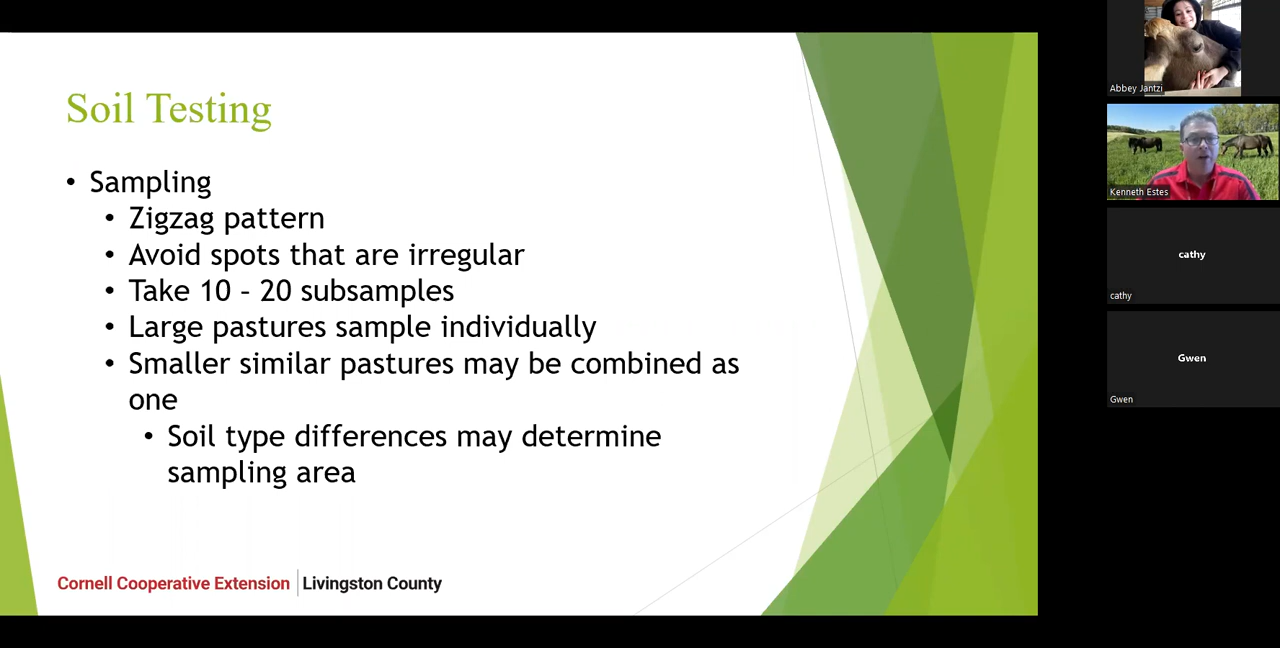 Soil Testing
• Sampling
• Zigzag pattern
• Avoid spots that are irregular
• Take 10 – 20 subsamples
• Large pastures sample individually
• Smaller similar pastures may be combined as
one
• Soil type differences may determine
sampling area
Cornell Cooperative Extension | Livingston County
Abbey Jantzi
Kenneth Estes
cathy
cathy
Gwen
Gwen